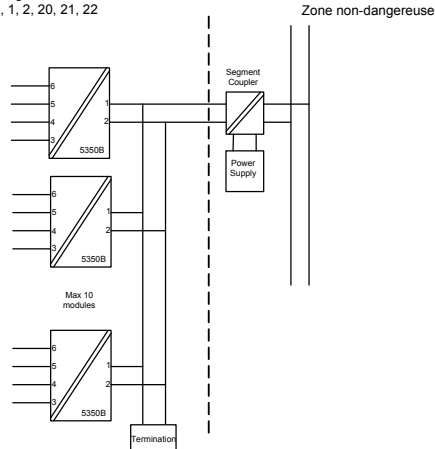 , 1, 2, 20, 21, 22
Zone non-dangereuse
Segment
Coupler
Power
Supply
6
5
4
3
1
2
5350B
6
5
4
3
1
2
5350B
Max 10
modules
6
5
4
3
1
2
5350B
Termination